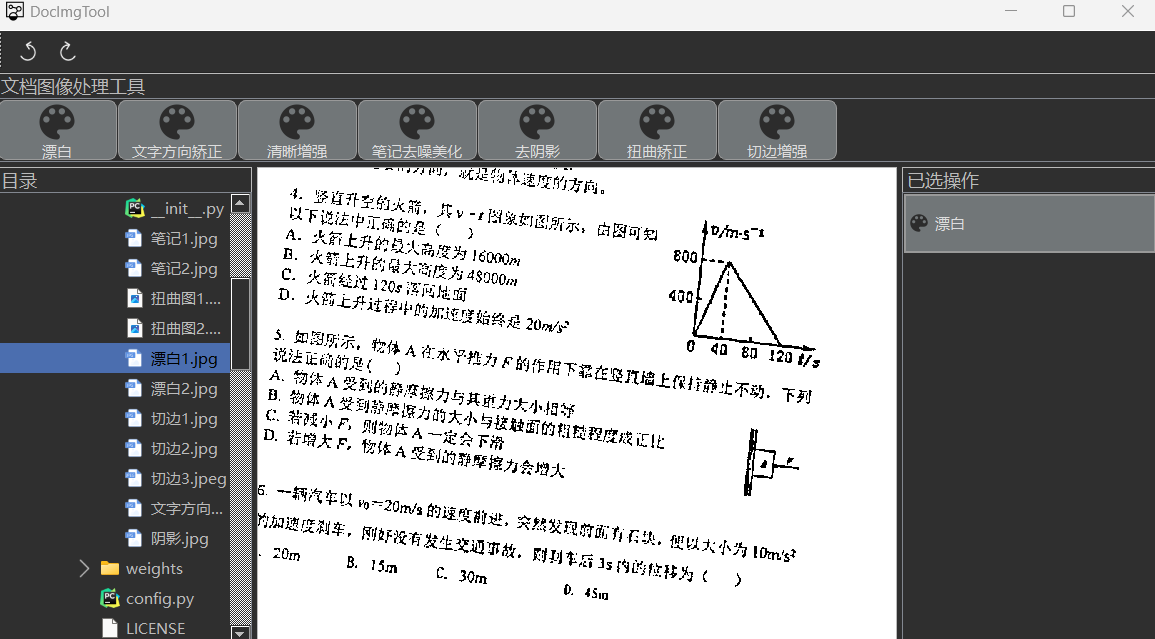 DocImgTool
文档图像处理工具
漂白 文字方向矫正 清晰增强 笔记去噪美化 去阴影 扭曲矫正 切边增强
目录
__init__.py
笔记1.jpg
笔记2.jpg
扭曲图1....
扭曲图2....
漂白1.jpg
漂白2.jpg
切边1.jpg
切边2.jpg
切边3.jpeg
文字方向...
阴影.jpg
weights
config.py
LICENSE
的方向，就是物体速度的方向。
4. 竖直升空的火箭，其 v－t 图象如图所示，由图可知
以下说法中正确的是（ ）
A. 火箭上升的最大高度为 16000m
B. 火箭上升的最大高度为 48000m
C. 火箭经过 120s 落回地面
D. 火箭上升过程中的加速度始终是 20m/s²
υ/m·s⁻¹
800
400
0 40 80 120 t/s
5. 如图所示，物体 A 在水平推力 F 的作用下靠在竖直墙上保持静止不动，下列
说法正确的是（ ）
A. 物体 A 受到的静摩擦力与其重力大小相等
B. 物体 A 受到静摩擦力的大小与接触面的粗糙程度成正比
C. 若减小 F，则物体 A 一定会下滑
D. 若增大 F，物体 A 受到的静摩擦力会增大
A F
6. 一辆汽车以 v₀＝20m/s 的速度前进，突然发现前面有石块，便以大小为 10m/s²
的加速度刹车，刚好没有发生交通事故，则刹车后 3s 内的位移为（ ）
. 20m B. 15m C. 30m D. 45m
已选操作
漂白